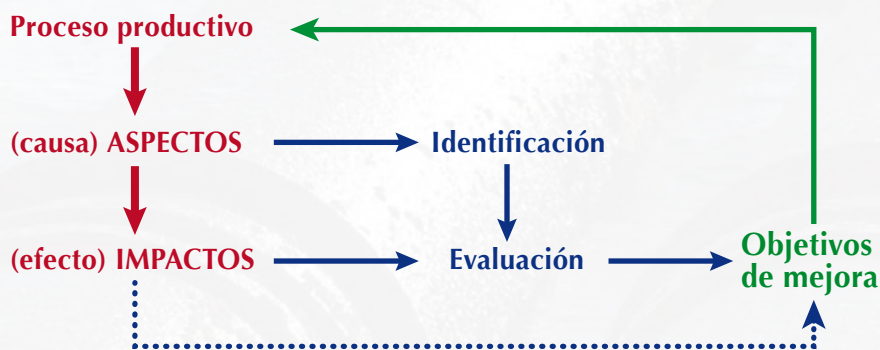 Proceso productivo
(causa) ASPECTOS
Identificación
(efecto) IMPACTOS
Evaluación
Objetivos
de mejora